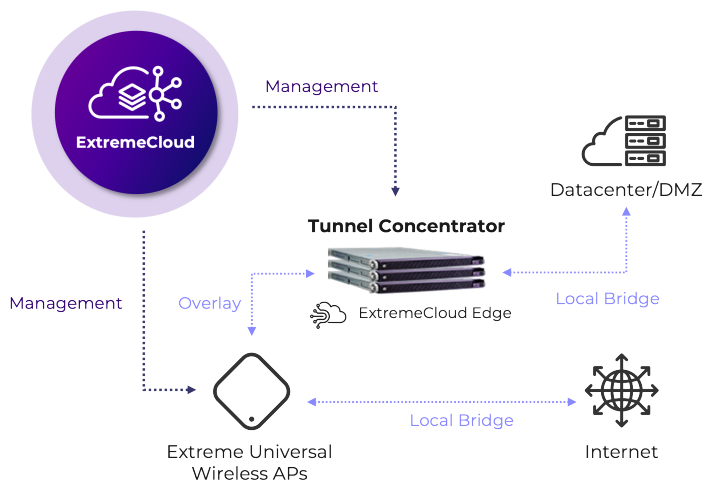 Management
ExtremeCloud
Datacenter/DMZ
Tunnel Concentrator
Management
Overlay
Local Bridge
ExtremeCloud Edge
Local Bridge
Extreme Universal
Wireless APs
Internet